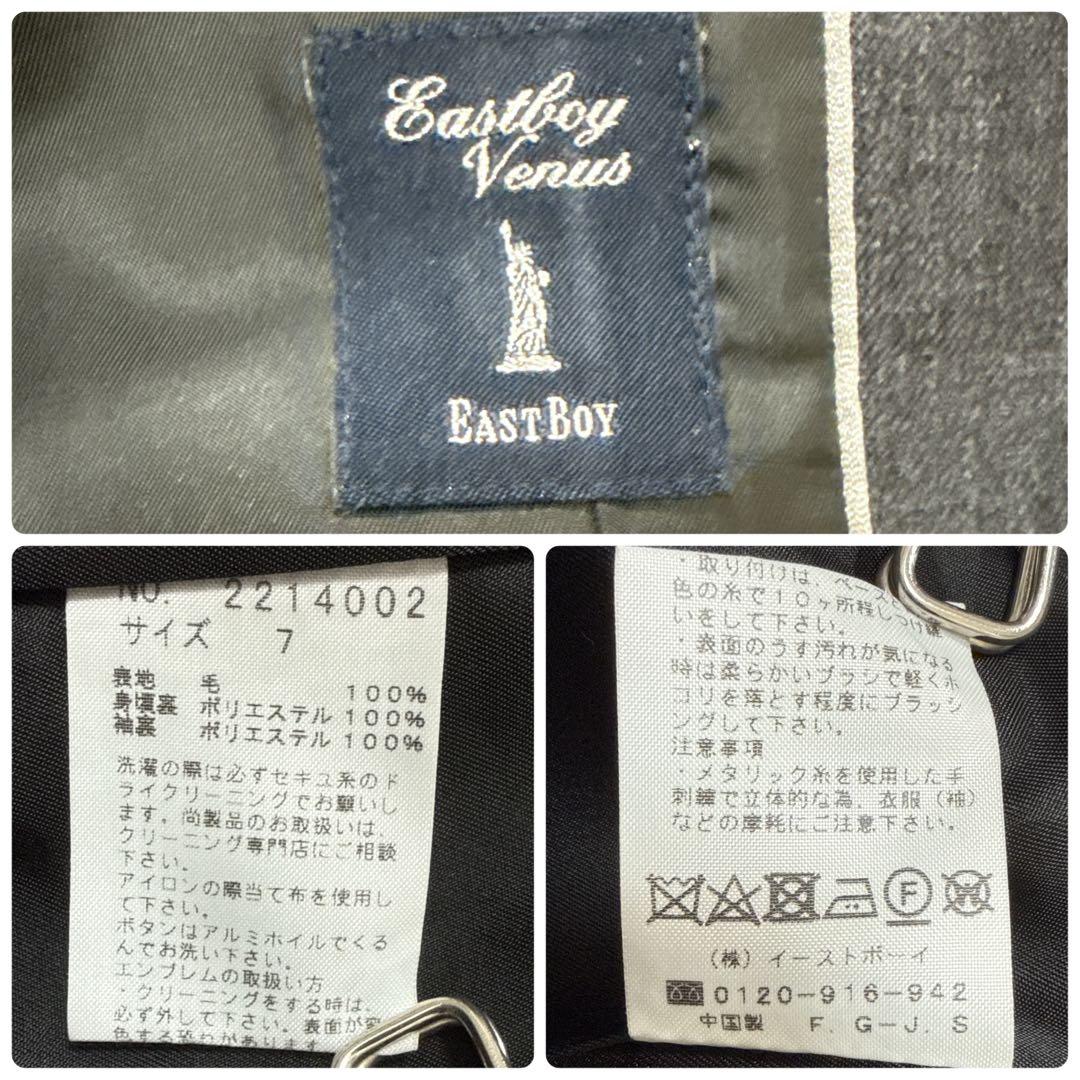 Eastboy
Venus
EASTBOY
NO. 2214002
サイズ 7
表地 毛 100%
身頃裏 ポリエステル 100%
袖裏 ポリエステル 100%
洗濯の際は必ずセキユ系のド
ライクリーニングでお願いし
ます。尚製品のお取扱いは、
クリーニング専門店にご相談
下さい。
アイロンの際当て布を使用し
て下さい。
ボタンはアルミホイルでくる
んでお洗い下さい。
エンブレムの取扱い方
・クリーニングをする時は、
必ず外して下さい。表面が変
色する恐れがあります
・取り付けは、ベース
色の糸で10ヶ所程しつけ縫
いをして下さい。
・表面のうす汚れが気になる
時は柔らかいブラシで軽くホ
コリを落とす程度にブラッシ
ングして下さい。
注意事項
・メタリック糸を使用した手
刺繍で立体的な為、衣服(袖)
などの摩耗にご注意下さい。
F W
(株)イーストボーイ
0120-916-942
中国製 F.G-J.S